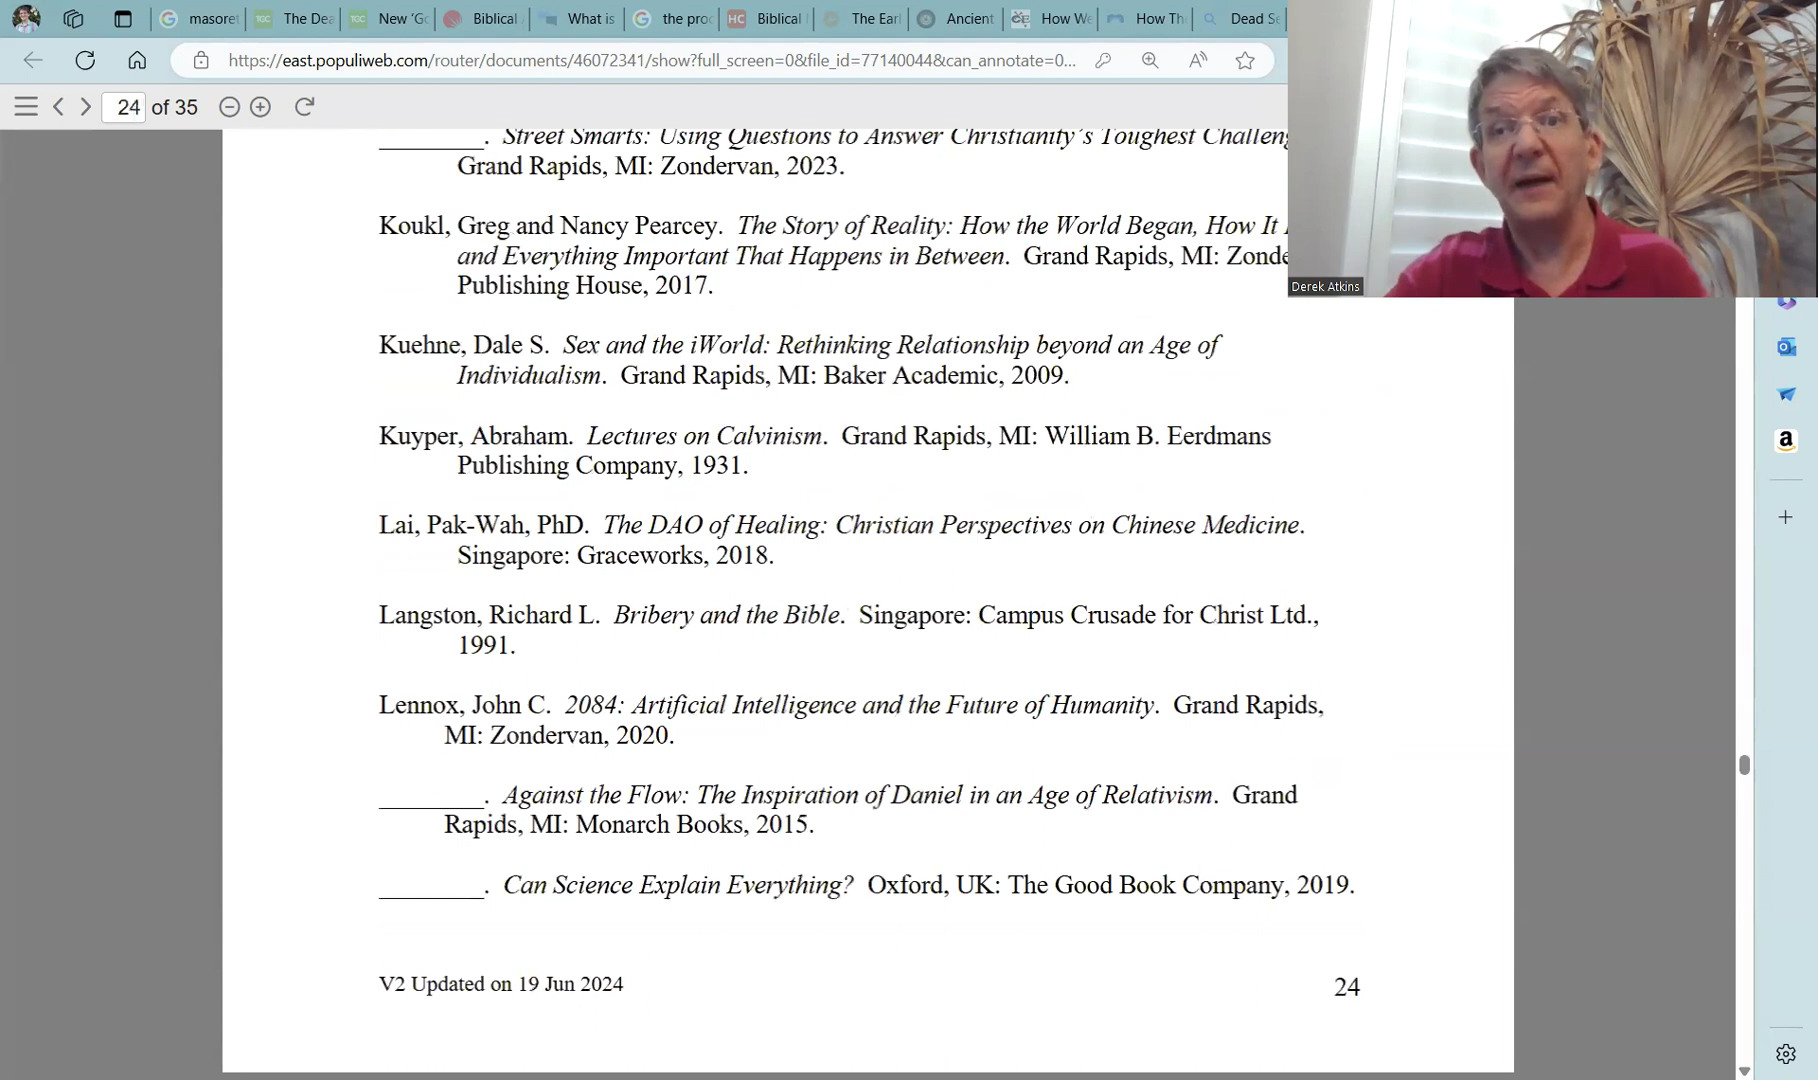 masoret
The Dea
New 'Go
Biblical
What is
the proc
Biblical
The Earl
Ancient
How We
How Th
Dead Se
https://east.populiweb.com/router/documents/46072341/show?full_screen=0&file_id=77140044&can_annotate=0...
24 of 35
________. Street Smarts: Using Questions to Answer Christianity's Toughest Challeng
Grand Rapids, MI: Zondervan, 2023.
Koukl, Greg and Nancy Pearcey. The Story of Reality: How the World Began, How It
and Everything Important That Happens in Between. Grand Rapids, MI: Zonde
Publishing House, 2017.
Derek Atkins
Kuehne, Dale S. Sex and the iWorld: Rethinking Relationship beyond an Age of
Individualism. Grand Rapids, MI: Baker Academic, 2009.
Kuyper, Abraham. Lectures on Calvinism. Grand Rapids, MI: William B. Eerdmans
Publishing Company, 1931.
Lai, Pak-Wah, PhD. The DAO of Healing: Christian Perspectives on Chinese Medicine.
Singapore: Graceworks, 2018.
Langston, Richard L. Bribery and the Bible. Singapore: Campus Crusade for Christ Ltd.,
1991.
Lennox, John C. 2084: Artificial Intelligence and the Future of Humanity. Grand Rapids,
MI: Zondervan, 2020.
________. Against the Flow: The Inspiration of Daniel in an Age of Relativism. Grand
Rapids, MI: Monarch Books, 2015.
________. Can Science Explain Everything? Oxford, UK: The Good Book Company, 2019.
V2 Updated on 19 Jun 2024
24